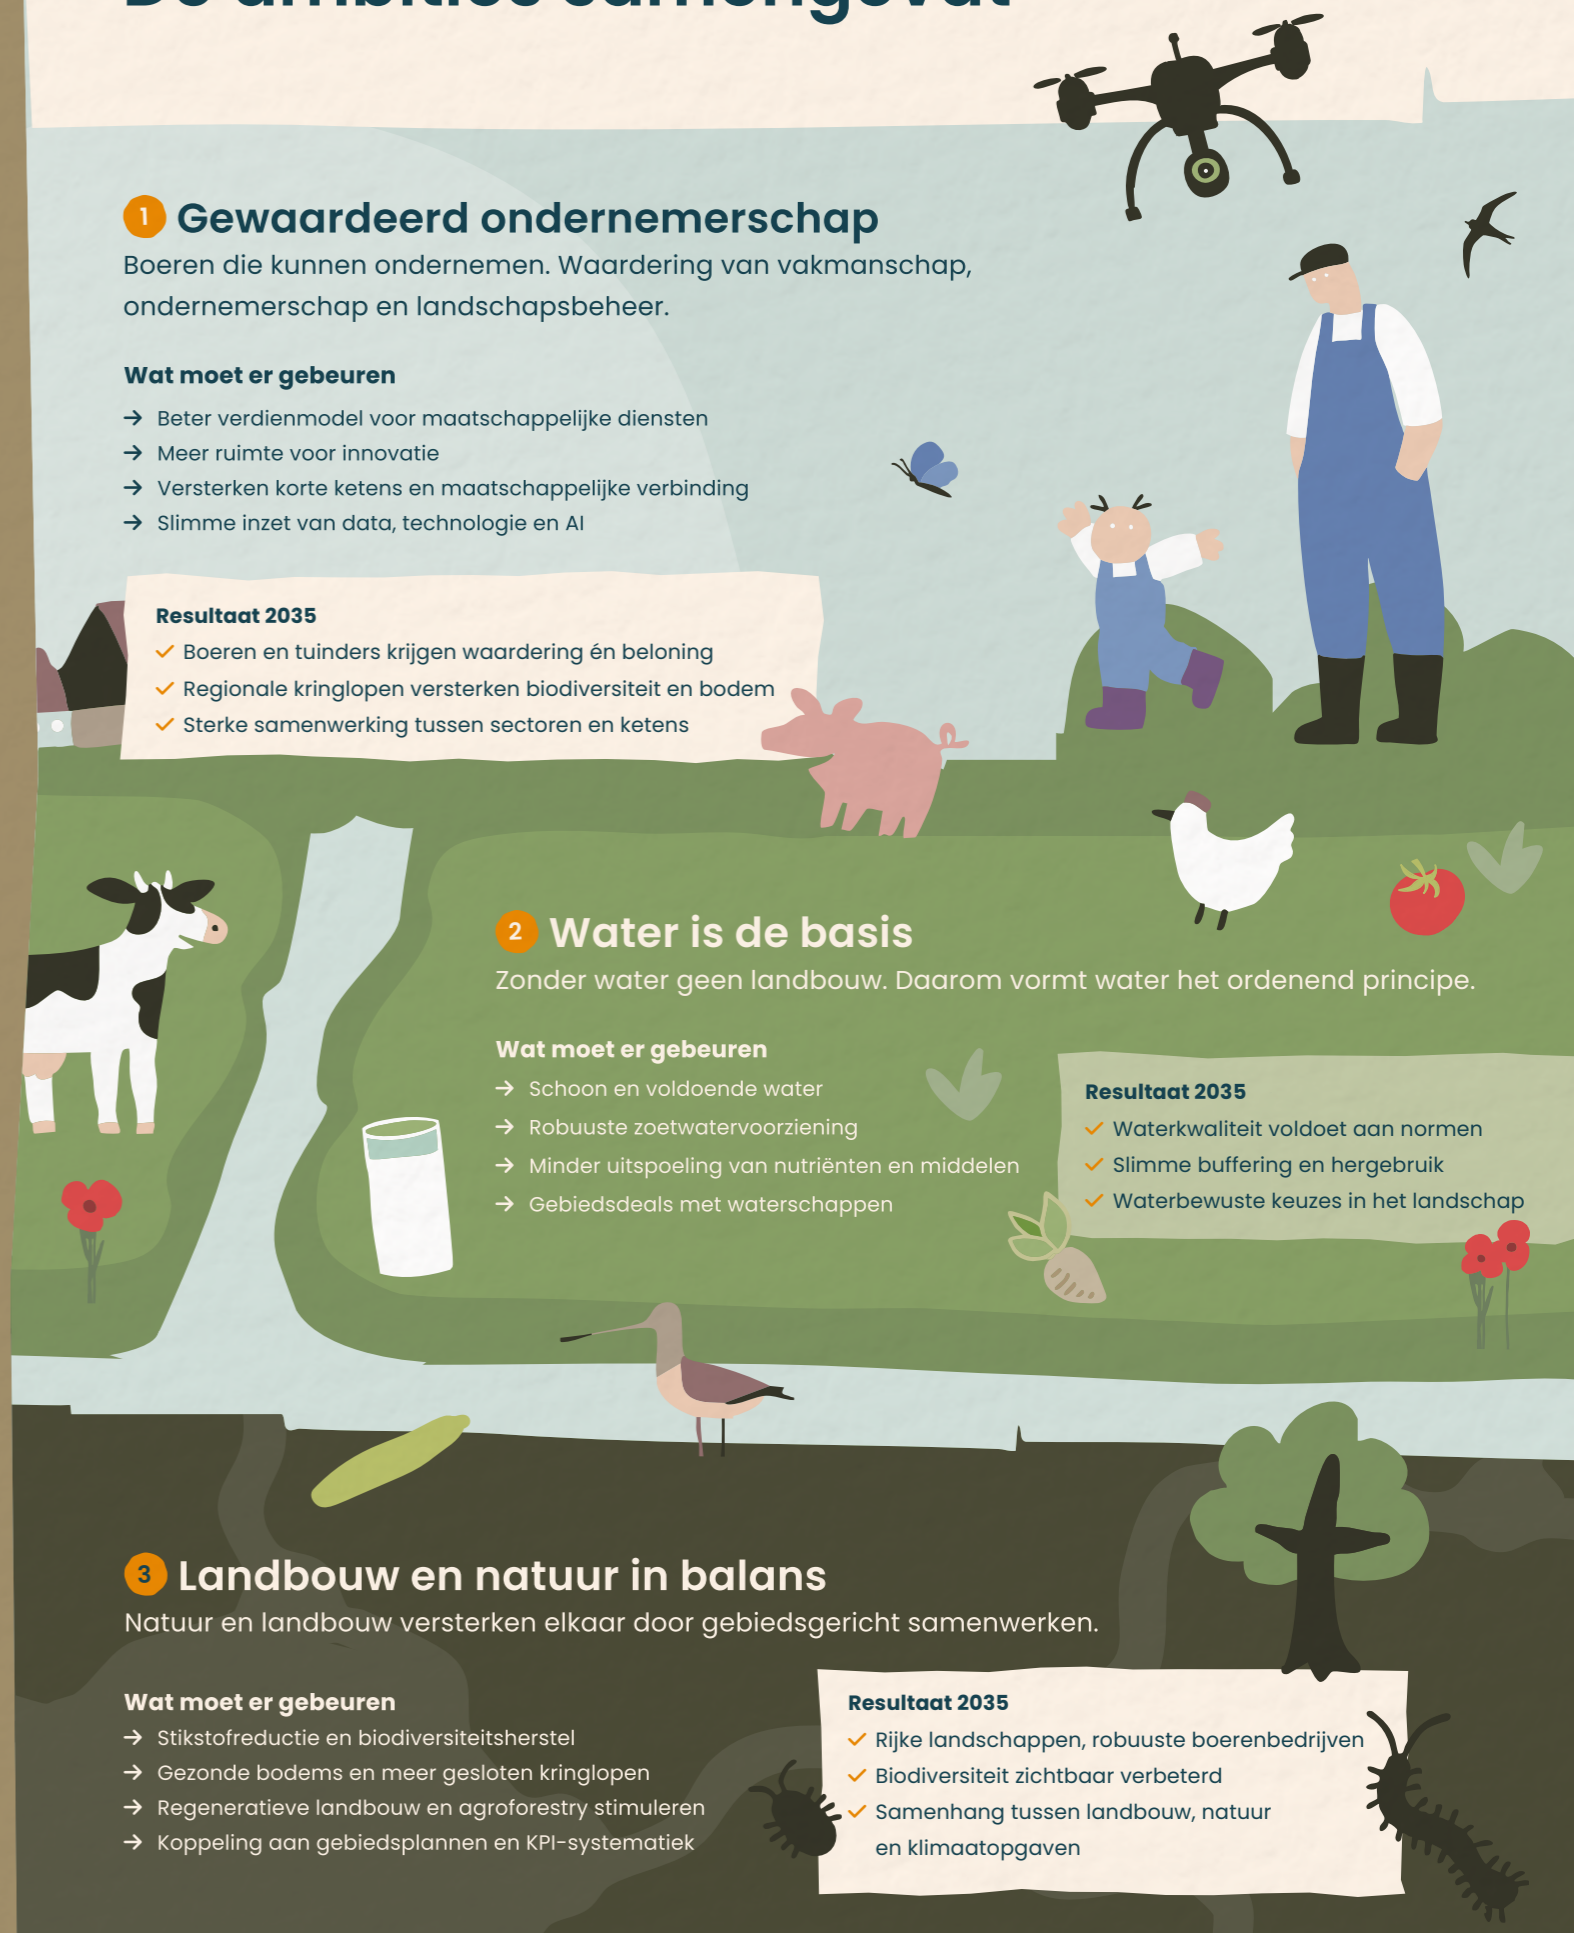 De ambities samengevat
1 Gewaardeerd ondernemerschap
Boeren die kunnen ondernemen. Waardering van vakmanschap,
ondernemerschap en landschapsbeheer.
Wat moet er gebeuren
→ Beter verdienmodel voor maatschappelijke diensten
→ Meer ruimte voor innovatie
→ Versterken korte ketens en maatschappelijke verbinding
→ Slimme inzet van data, technologie en AI
Resultaat 2035
✓ Boeren en tuinders krijgen waardering én beloning
✓ Regionale kringlopen versterken biodiversiteit en bodem
✓ Sterke samenwerking tussen sectoren en ketens
2 Water is de basis
Zonder water geen landbouw. Daarom vormt water het ordenend principe.
Wat moet er gebeuren
→ Schoon en voldoende water
→ Robuuste zoetwatervoorziening
→ Minder uitspoeling van nutriënten en middelen
→ Gebiedsdeals met waterschappen
Resultaat 2035
✓ Waterkwaliteit voldoet aan normen
✓ Slimme buffering en hergebruik
✓ Waterbewuste keuzes in het landschap
3 Landbouw en natuur in balans
Natuur en landbouw versterken elkaar door gebiedsgericht samenwerken.
Wat moet er gebeuren
→ Stikstofreductie en biodiversiteitsherstel
→ Gezonde bodems en meer gesloten kringlopen
→ Regeneratieve landbouw en agroforestry stimuleren
→ Koppeling aan gebiedsplannen en KPI-systematiek
Resultaat 2035
✓ Rijke landschappen, robuuste boerenbedrijven
✓ Biodiversiteit zichtbaar verbeterd
✓ Samenhang tussen landbouw, natuur
en klimaatopgaven